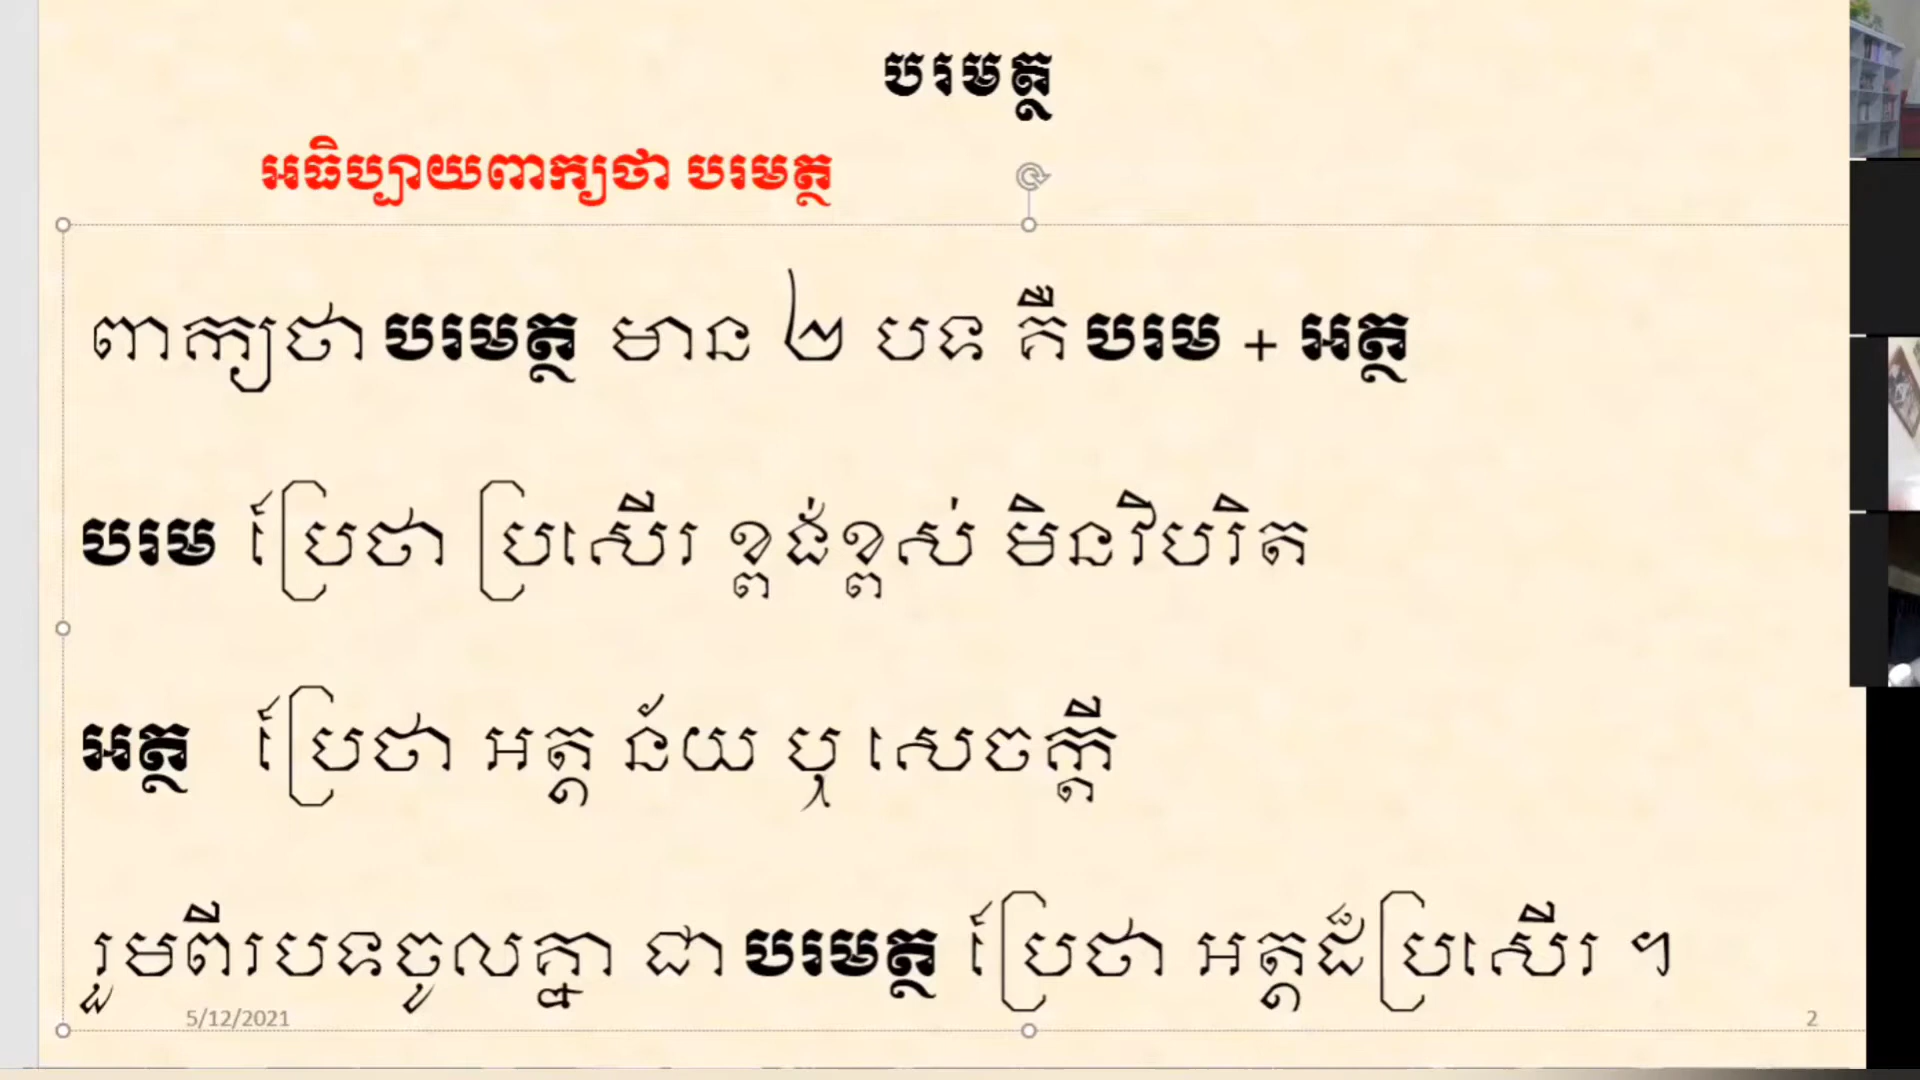 បរមត្ថ
អធិប្បាយពាក្យថា បរមត្ថ
ពាក្យថា បរមត្ថ មាន ២ បទ គឺ បរម + អត្ថ
បរម ប្រែថា ប្រសើរ ខ្ពង់ខ្ពស់ មិនវិបរិត
អត្ថ ប្រែថា អត្ថ ន័យ ឬ សេចក្តី
រួមពីរបទចូលគ្នា ជា បរមត្ថ ប្រែថា អត្ថដ៏ប្រសើរ ។
5/12/2021
2